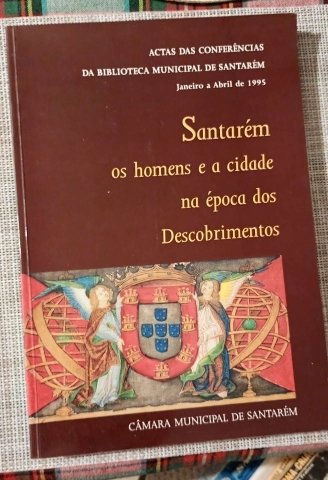 ACTAS DAS CONFERÊNCIAS
DA BIBLIOTECA MUNICIPAL DE SANTARÉM
Janeiro a Abril de 1995
Santarém
os homens e a cidade
na época dos
Descobrimentos
CÂMARA MUNICIPAL DE SANTARÉM